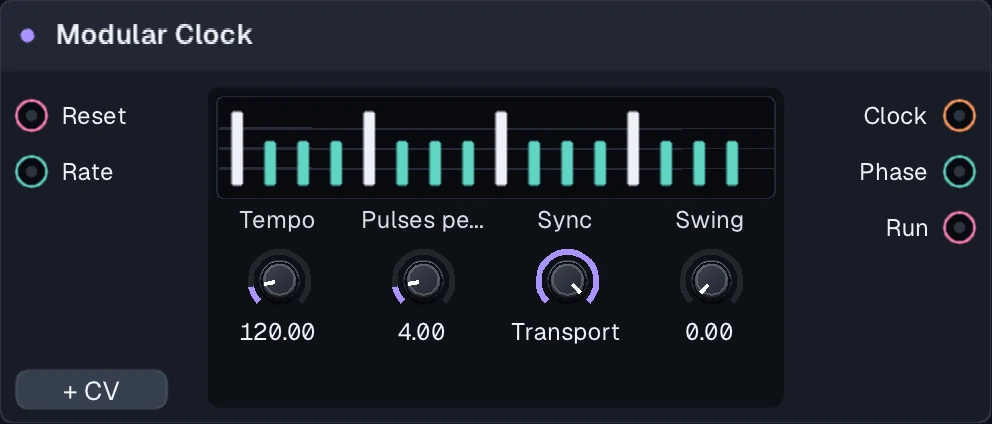 Modular Clock
Reset
Rate
Clock
Phase
Run
Tempo
Pulses pe...
Sync
Swing
120.00
4.00
Transport
0.00
+ CV